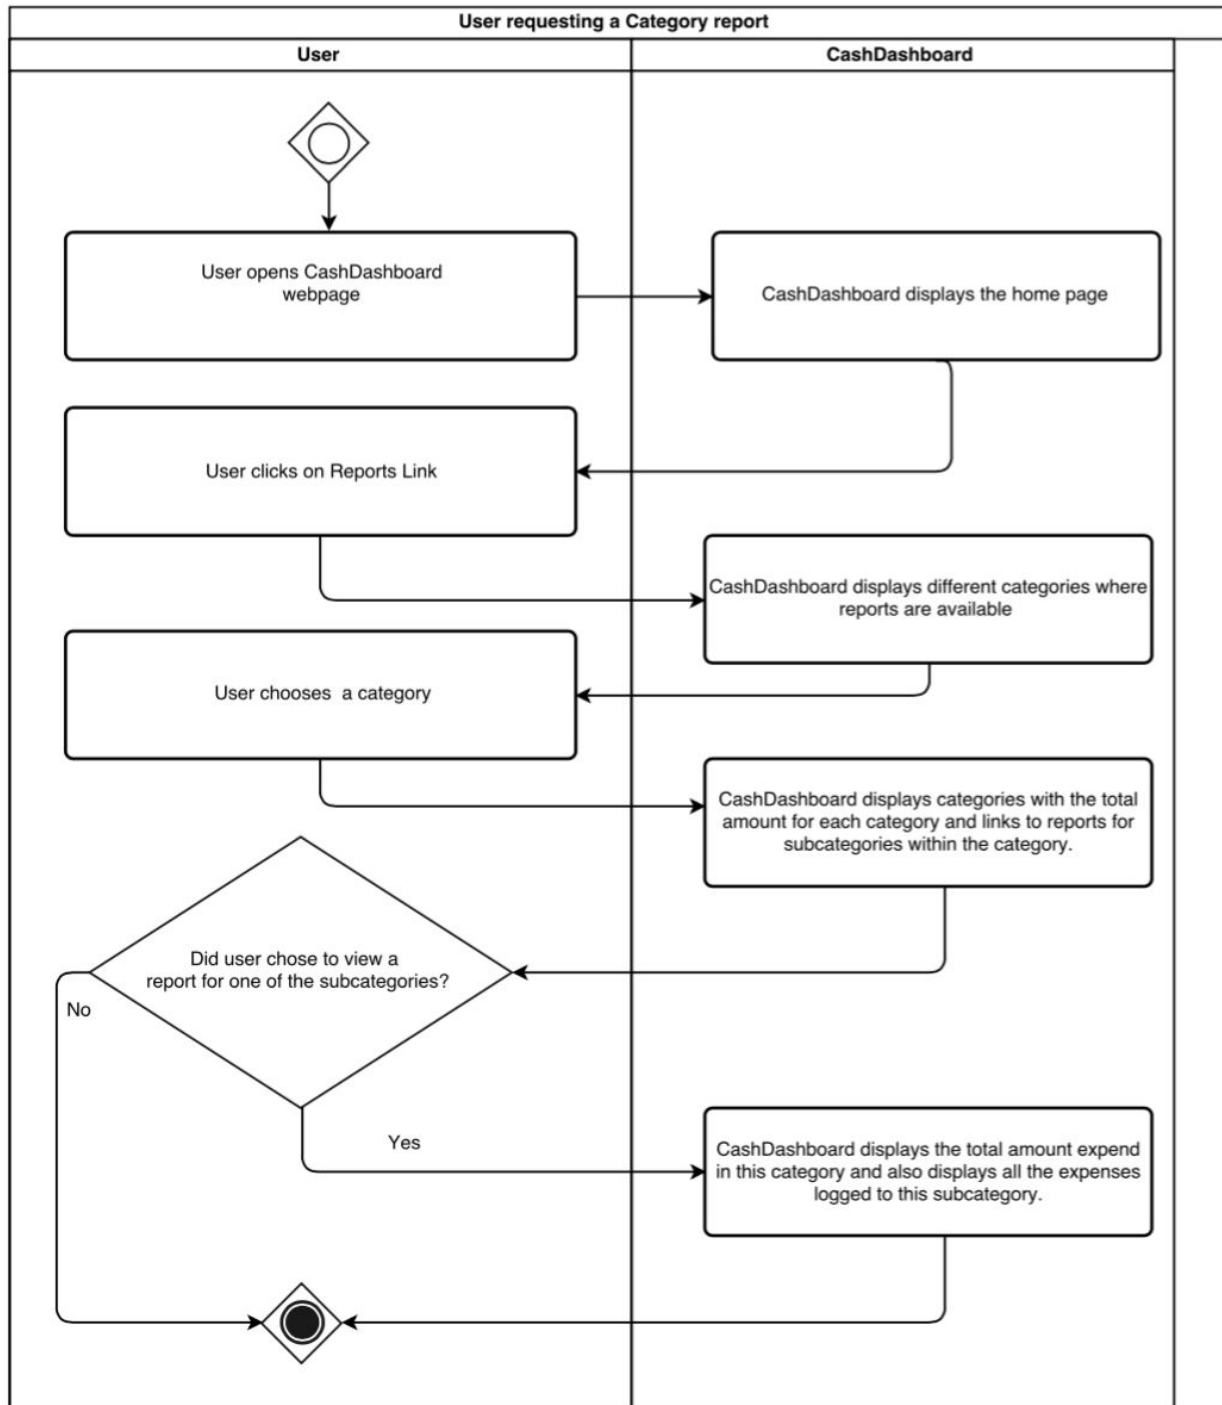 User requesting a Category report
User
CashDashboard
User opens CashDashboard
webpage
CashDashboard displays the home page
User clicks on Reports Link
CashDashboard displays different categories where
reports are available
User chooses  a category
CashDashboard displays categories with the total
amount for each category and links to reports for
subcategories within the category.
Did user chose to view a
report for one of the subcategories?
No
Yes
CashDashboard displays the total amount expend
in this category and also displays all the expenses
logged to this subcategory.